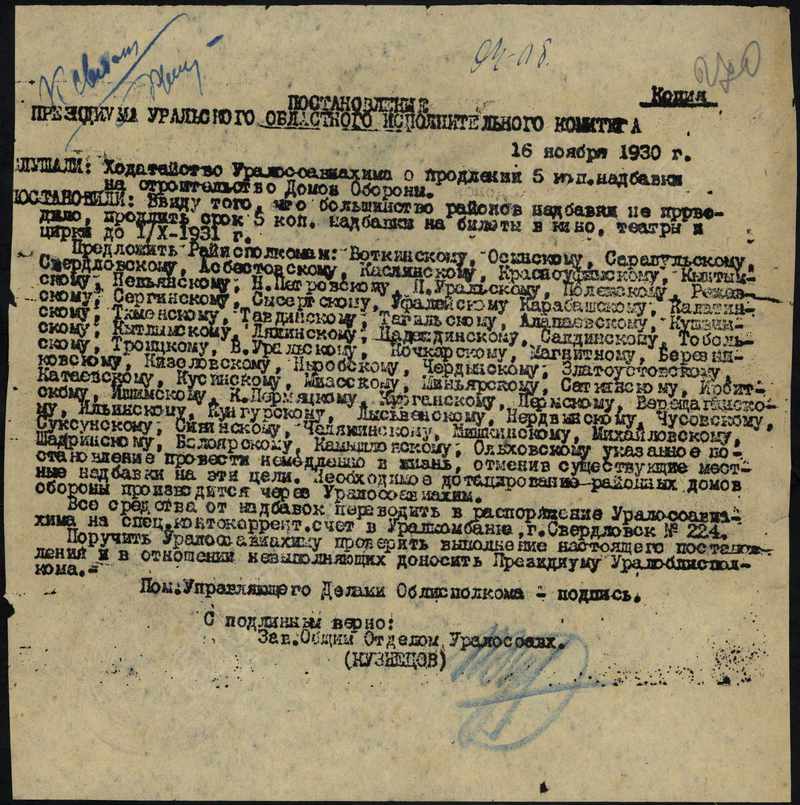 К сведению
94-08.
Копия
ПОСТАНОВЛЕНИЕ
ПРЕЗИДИУМА УРАЛЬСКОГО ОБЛАСТНОГО ИСПОЛНИТЕЛЬНОГО КОМИТЕТА
16 ноября 1930 г.
СЛУШАЛИ: Ходатайство Уралосоавиахима о продлении 5 коп.надбавки
на строительство Домов Обороны.
ПОСТАНОВИЛИ: Ввиду того, что большинство районов надбавки не прове-
дило, продлить срок 5 коп. надбавки на билеты в кино, театры и
цирки до 1/X-1931 г.
Предложить Райисполкомам: Воткинскому, Осинскому, Сарапульскому,
Свердловскому, Асбестовскому, Каслинскому, Красноуфимскому, Кыштым-
скому, Невьянскому, Н.Петровскому, П.Уральскому, Полевскому, Режев-
скому, Сергинскому, Сысертскому, Уфалейскому Карабашскому, Калатин-
скому, Тюменскому, Тавдинскому, Тагильскому, Алапаевскому, Кушвин-
скому, Кытлымскому, Лялинскому, Надеждинскому, Салдинскому, Тоболь-
скому, Троицкому, В.Уральскому, Кочкарскому, Магнитному, Березни-
ковскому, Кизеловскому, Ныробскому, Чердынскому, Златоустовскому
Катаевскому, Кусинскому, Миасскому, Миньярскому, Саткинскому, Ирбит-
скому, Ишимскому, К.Пермяцкому, Курганскому, Пермскому, Верещагинско-
му, Ильинскому, Кунгурскому, Лысьвенскому, Нердвинскому, Чусовскому,
Суксунскому, Сивинскому, Челябинскому, Мишкинскому, Михайловскому,
Шадринскому, Белоярскому, Камышловскому, Ольховскому указанное по-
становление провести немедленно в жизнь, отменив существующие мест-
ные надбавки на эти цели. Необходимое дотацирование районных домов
обороны производится через Уралосоавиахим.
Все средства от надбавок переводить в распоряжение Уралосоавиа-
хима на спец.контокоррент.счет в Уралкомбанке,г.Свердловск № 224.
Поручить Уралосоавиахиму проверить выполнение настоящего постанов-
лений и в отношении невыполняющих доносить Президиуму Уралоблиспол-
кома.-
Пом.Управляющего Делами Облисполкома - подпись.
С подлинным верно:
Зав.Общим Отделом Уралосоавх.
(КУЗНЕЦОВ)